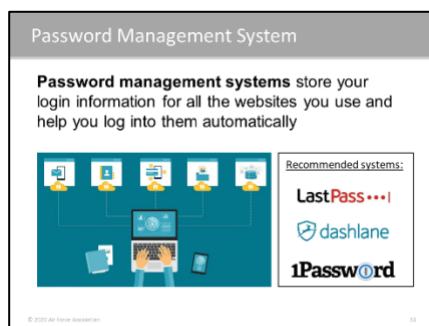 Password Management System
Password management systems store your
login information for all the websites you use and
help you log into them automatically
Recommended systems:
LastPass
dashlane
1Password
© 2020 Air Force Association